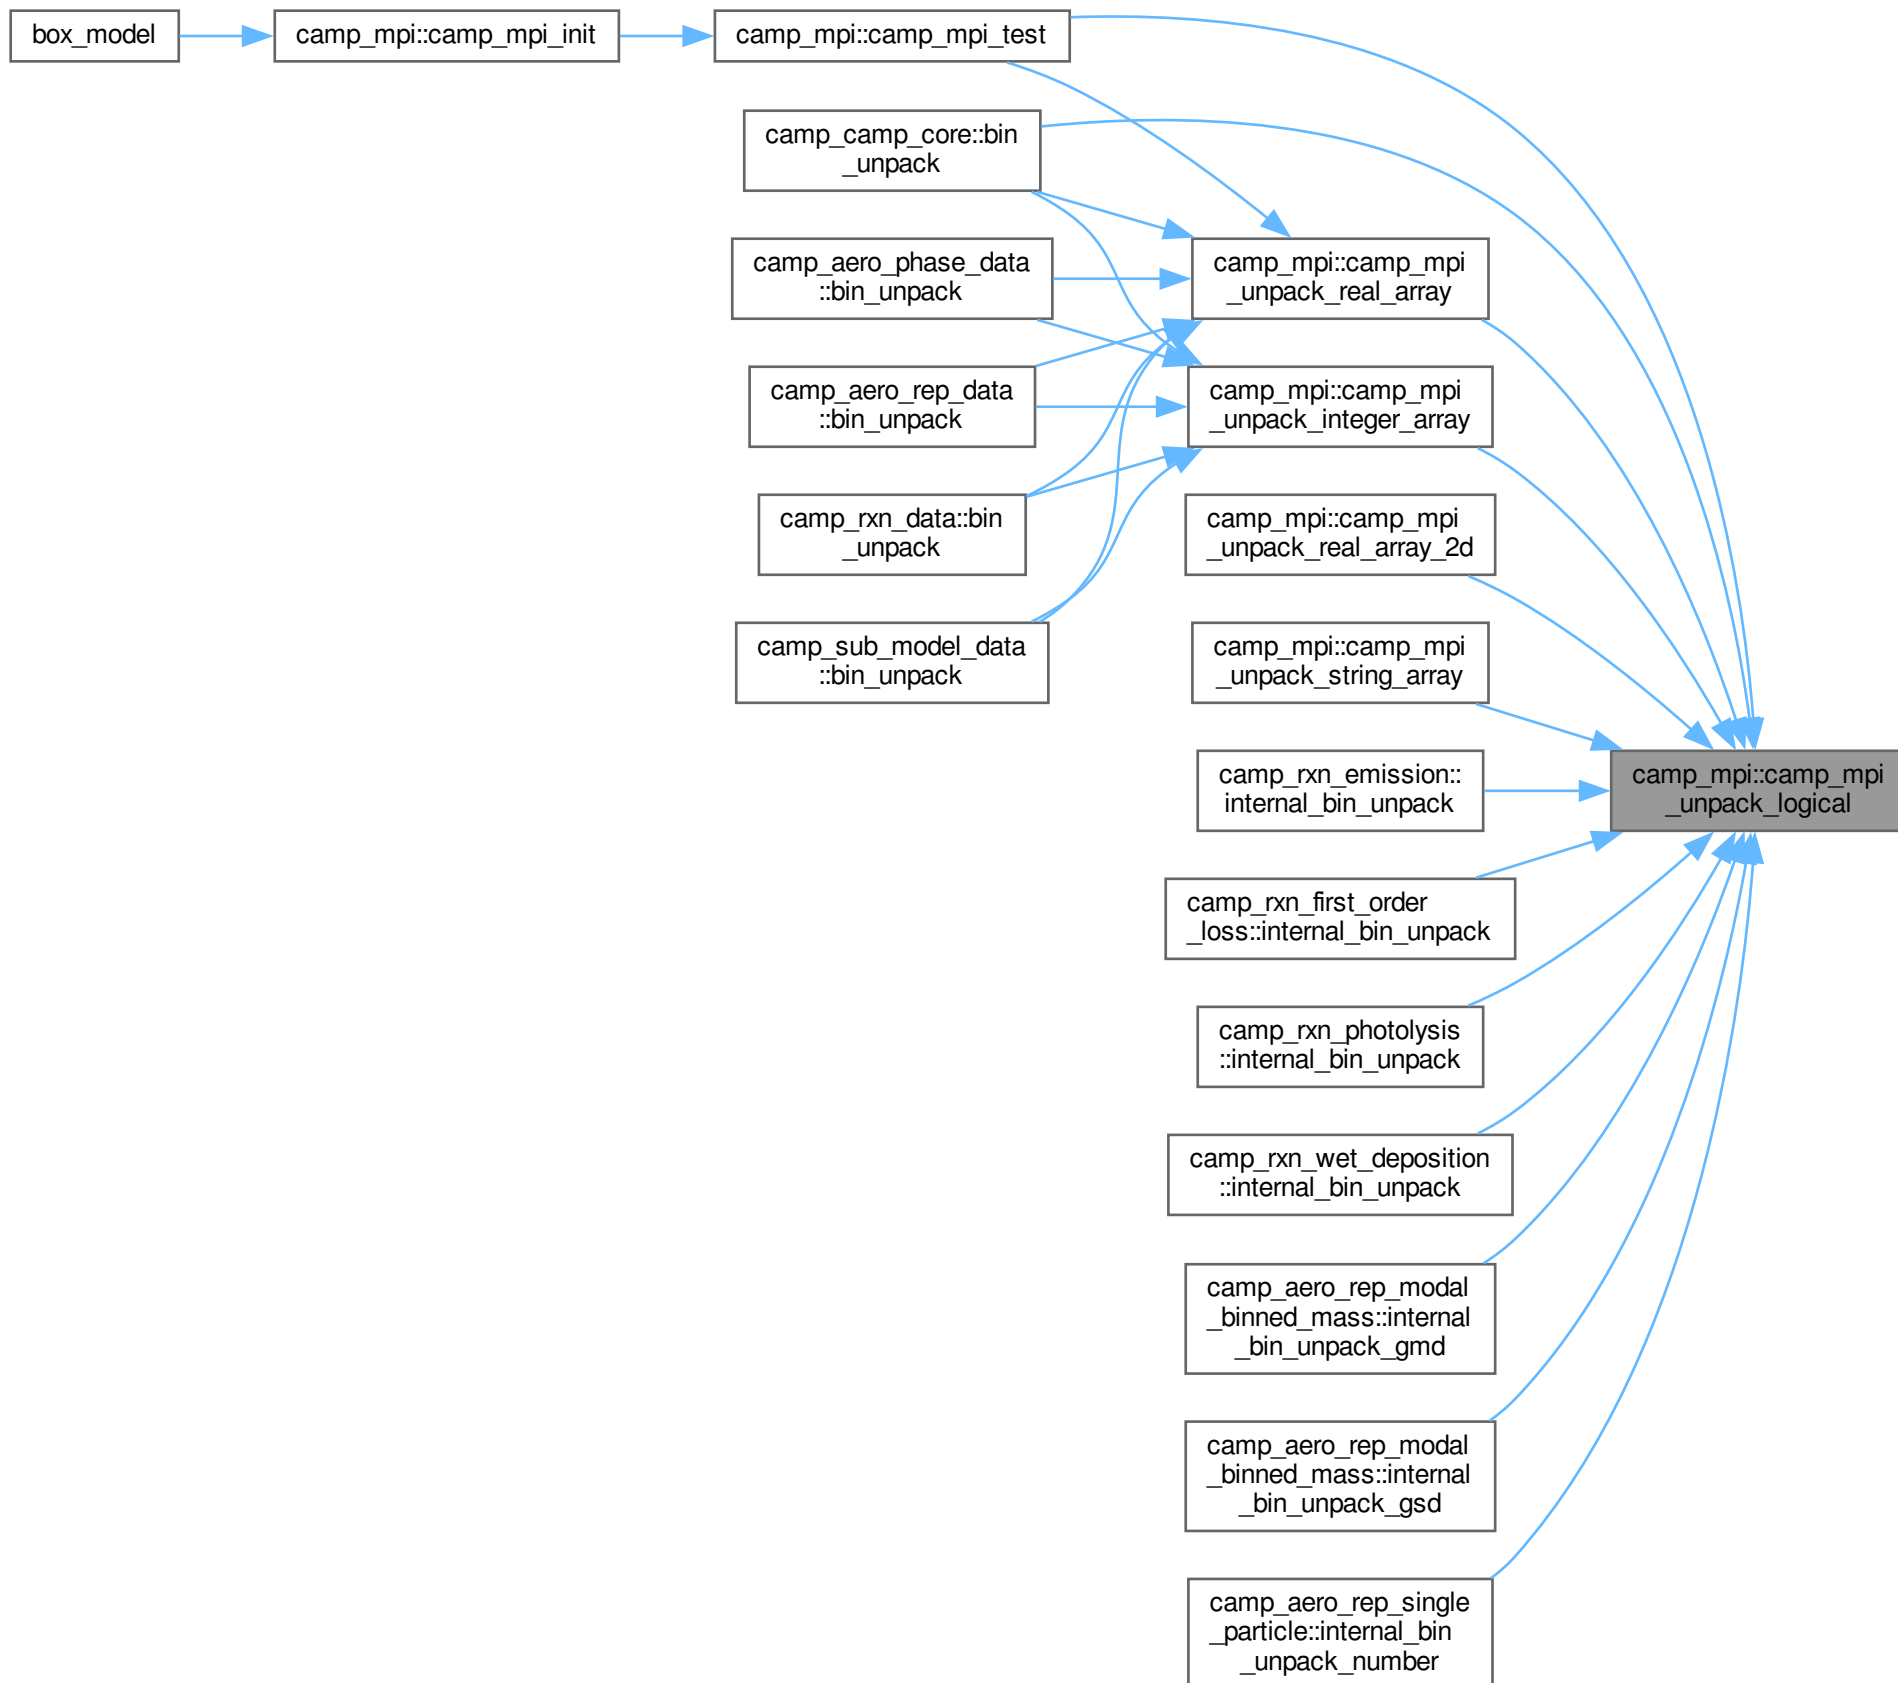 box_model
camp_mpi::camp_mpi_init
camp_mpi::camp_mpi_test
camp_camp_core::bin
_unpack
camp_aero_phase_data
::bin_unpack
camp_aero_rep_data
::bin_unpack
camp_rxn_data::bin
_unpack
camp_sub_model_data
::bin_unpack
camp_mpi::camp_mpi
_unpack_real_array
camp_mpi::camp_mpi
_unpack_integer_array
camp_mpi::camp_mpi
_unpack_real_array_2d
camp_mpi::camp_mpi
_unpack_string_array
camp_rxn_emission::
internal_bin_unpack
camp_rxn_first_order
_loss::internal_bin_unpack
camp_rxn_photolysis
::internal_bin_unpack
camp_rxn_wet_deposition
::internal_bin_unpack
camp_aero_rep_modal
_binned_mass::internal
_bin_unpack_gmd
camp_aero_rep_modal
_binned_mass::internal
_bin_unpack_gsd
camp_aero_rep_single
_particle::internal_bin
_unpack_number
camp_mpi::camp_mpi
_unpack_logical